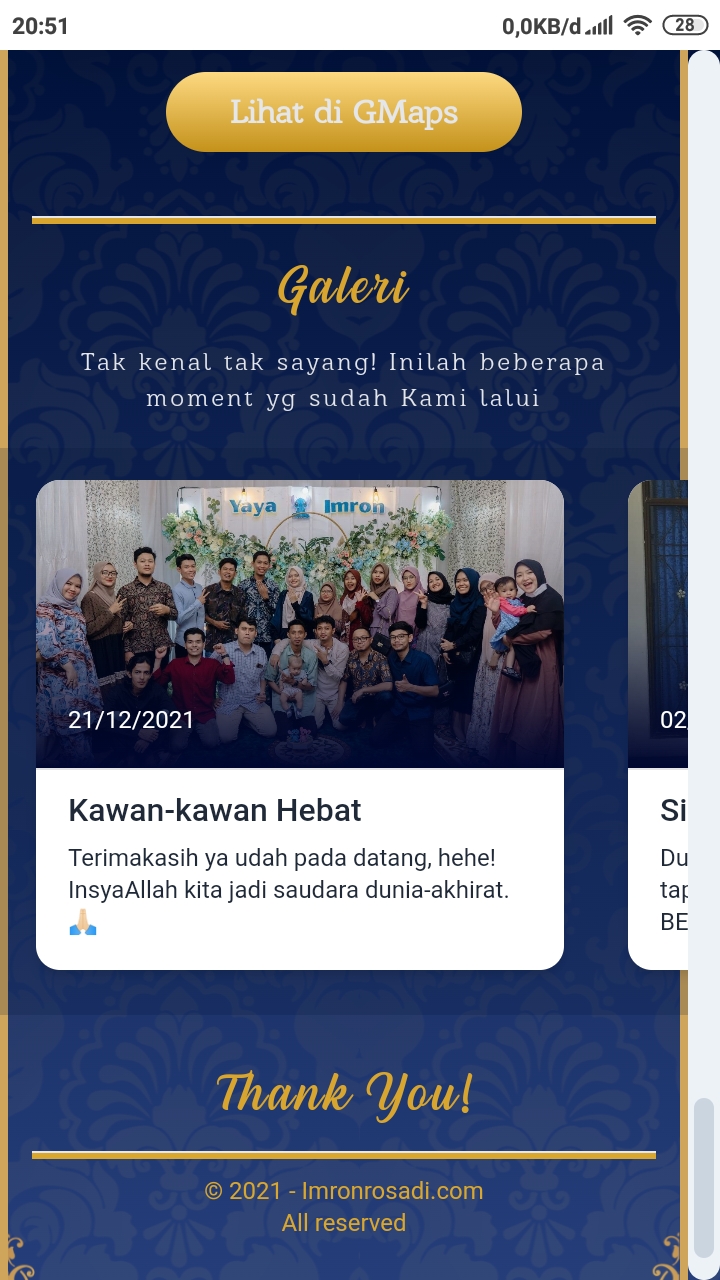 20:51
0,0KB/d
28
Lihat di GMaps
Galeri
Tak kenal tak sayang! Inilah beberapa
moment yg sudah Kami lalui
Yaya Imron
21/12/2021
02/
Kawan-kawan Hebat
Si
Terimakasih ya udah pada datang, hehe!
Du
InsyaAllah kita jadi saudara dunia-akhirat.
tap
🙏🏼
BE
Thank You!
© 2021 - Imronrosadi.com
All reserved